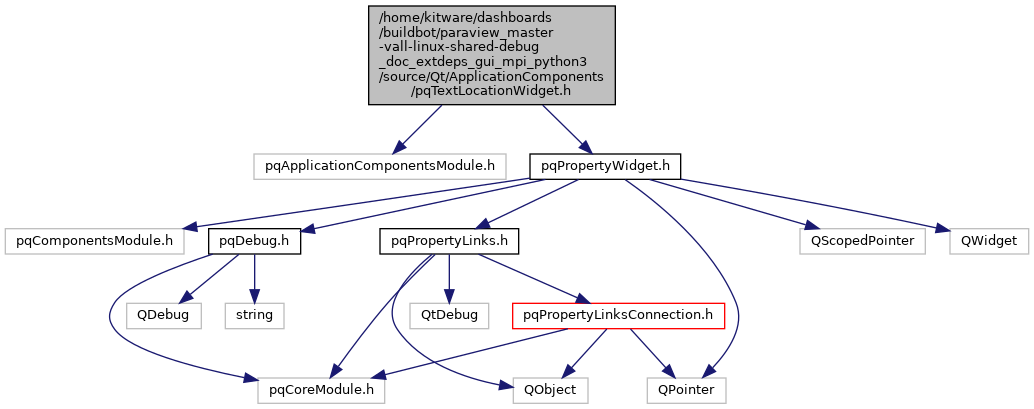 /home/kitware/dashboards
/buildbot/paraview_master
-vall-linux-shared-debug
_doc_extdeps_gui_mpi_python3
/source/Qt/ApplicationComponents
/pqTextLocationWidget.h
pqApplicationComponentsModule.h
pqPropertyWidget.h
pqComponentsModule.h
pqDebug.h
pqPropertyLinks.h
QScopedPointer
QWidget
QDebug
string
QtDebug
pqPropertyLinksConnection.h
pqCoreModule.h
QObject
QPointer